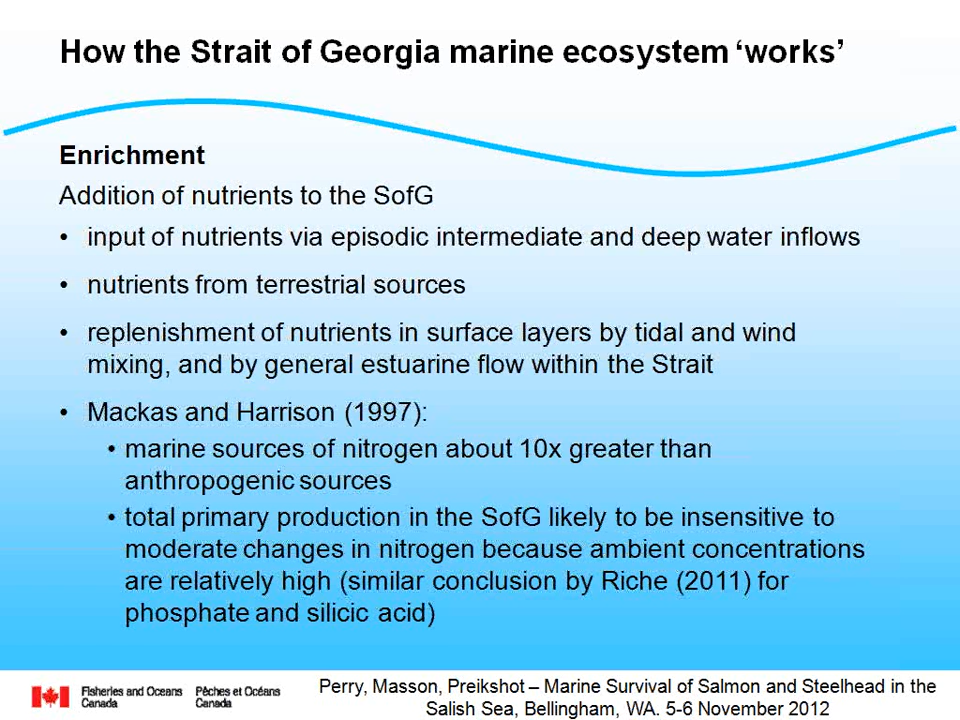 How the Strait of Georgia marine ecosystem ‘works’
Enrichment
Addition of nutrients to the SofG
• input of nutrients via episodic intermediate and deep water inflows
• nutrients from terrestrial sources
• replenishment of nutrients in surface layers by tidal and wind
mixing, and by general estuarine flow within the Strait
• Mackas and Harrison (1997):
• marine sources of nitrogen about 10x greater than
anthropogenic sources
• total primary production in the SofG likely to be insensitive to
moderate changes in nitrogen because ambient concentrations
are relatively high (similar conclusion by Riche (2011) for
phosphate and silicic acid)
Fisheries and Oceans
Canada
Pêches et Océans
Canada
Perry, Masson, Preikshot – Marine Survival of Salmon and Steelhead in the
Salish Sea, Bellingham, WA. 5-6 November 2012